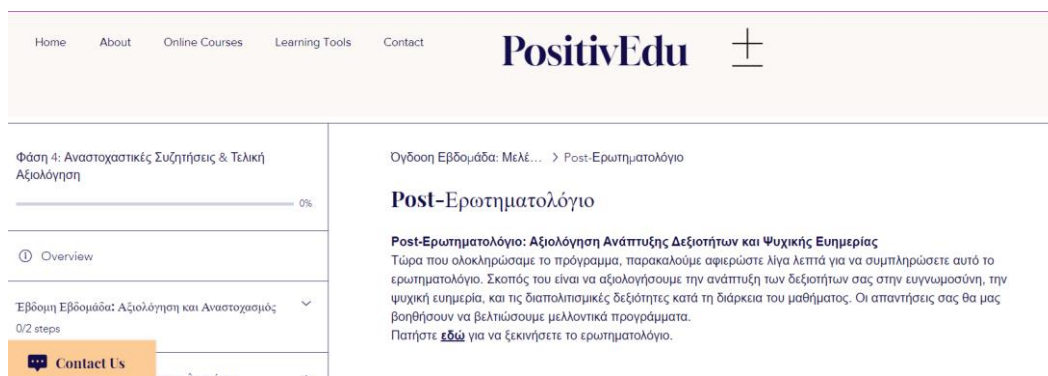 Home About Online Courses Learning Tools Contact
PositivEdu
Φάση 4: Αναστοχαστικές Συζητήσεις & Τελική
Αξιολόγηση
0%
Overview
Έβδομη Εβδομάδα: Αξιολόγηση και Αναστοχασμός
0/2 steps
Contact Us
Όγδοη Εβδομάδα: Μελέ... > Post-Ερωτηματολόγιο
Post-Ερωτηματολόγιο
Post-Ερωτηματολόγιο: Αξιολόγηση Ανάπτυξης Δεξιοτήτων και Ψυχικής Ευημερίας
Τώρα που ολοκληρώσαμε το πρόγραμμα, παρακαλούμε αφιερώστε λίγα λεπτά για να συμπληρώσετε αυτό το
ερωτηματολόγιο. Σκοπός του είναι να αξιολογήσουμε την ανάπτυξη των δεξιοτήτων σας στην ευγνωμοσύνη, την
ψυχική ευημερία, και τις διαπολιτισμικές δεξιότητες κατά τη διάρκεια του μαθήματος. Οι απαντήσεις σας θα μας
βοηθήσουν να βελτιώσουμε μελλοντικά προγράμματα.
Πατήστε εδώ για να ξεκινήσετε το ερωτηματολόγιο.